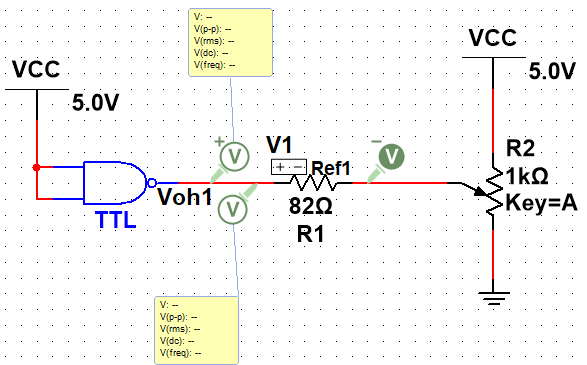 V: --
V(p-p): --
V(rms): --
V(dc): --
V(freq): --
VCC
5.0V
VCC
5.0V
TTL
Voh1
+
V
V
V1
+ -
Ref1
82Ω
R1
-
V
R2
1kΩ
Key=A
V: --
V(p-p): --
V(rms): --
V(dc): --
V(freq): --